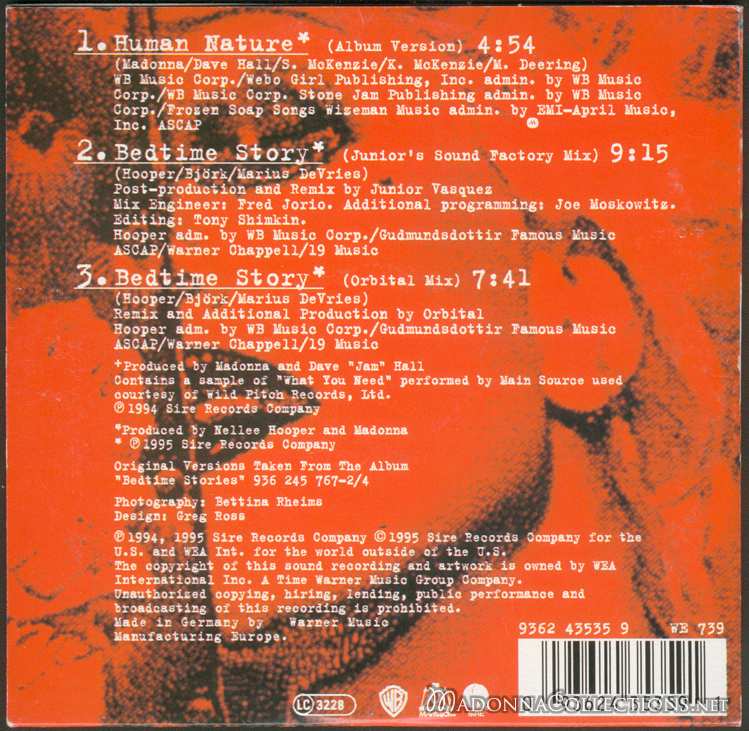 1. Human Nature* (Album Version) 4:54
(Madonna/Dave Hall/S. McKenzie/K. McKenzie/M. Deering)
WB Music Corp./Webo Girl Publishing, Inc. admin. by WB Music
Corp./WB Music Corp. Stone Jam Publishing admin. by WB Music
Corp./Frozen Soap Songs Wizeman Music admin. by EMI-April Music,
Inc. ASCAP
2. Bedtime Story* (Junior's Sound Factory Mix) 9:15
(Hooper/Björk/Marius DeVries)
Post-production and Remix by Junior Vasquez
Mix Engineer: Fred Jorio. Additional programming: Joe Moskowitz.
Editing: Tony Shimkin.
Hooper adm. by WB Music Corp./Gudmundsdottir Famous Music
ASCAP/Warner Chappell/19 Music
3. Bedtime Story* (Orbital Mix) 7:41
(Hooper/Björk/Marius DeVries)
Remix and Additional Production by Orbital
Hooper adm. by WB Music Corp./Gudmundsdottir Famous Music
ASCAP/Warner Chappell/19 Music
+Produced by Madonna and Dave "Jam" Hall
Contains a sample of "What You Need" performed by Main Source used
courtesy of Wild Pitch Records, Ltd.
℗1994 Sire Records Company
*Produced by Nellee Hooper and Madonna
* ℗1995 Sire Records Company
Original Versions Taken From The Album
"Bedtime Stories" 936 245 767-2/4
Photography: Bettina Rheims
Design: Greg Ross
℗1994, 1995 Sire Records Company ©1995 Sire Records Company for the
U.S. and WEA Int. for the world outside of the U.S.
The copyright of this sound recording and artwork is owned by WEA
International Inc. A Time Warner Music Group Company.
Unauthorized copying, hiring, lending, public performance and
broadcasting of this recording is prohibited.
Made in Germany by Warner Music
Manufacturing Europe.
9362 43535 9 WE 739
LC 3228 WB Maverick
MadonnaCollections.net